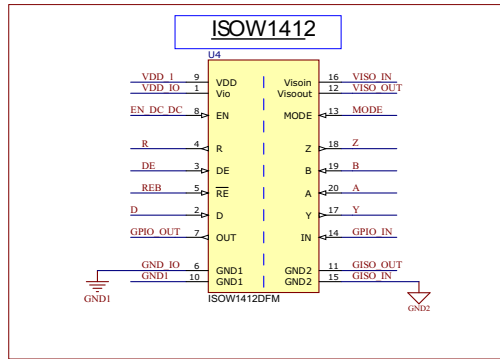 ISOW1412
U4
VDD_1 9 VDD Visoin 16 VISO_IN
VDD_IO 1 Vio Visoout 12 VISO_OUT
EN_DC_DC 8 EN MODE 13 MODE
R 4 R Z 18 Z
DE 3 DE B 19 B
REB 5 RE A 20 A
D 2 D Y 17 Y
GPIO_OUT 7 OUT IN 14 GPIO_IN
GND_IO 6 GND1 GND2 11 GISO_OUT
GND1 10 GND1 GND2 15 GISO_IN
GND1 ISOW1412DFM GND2